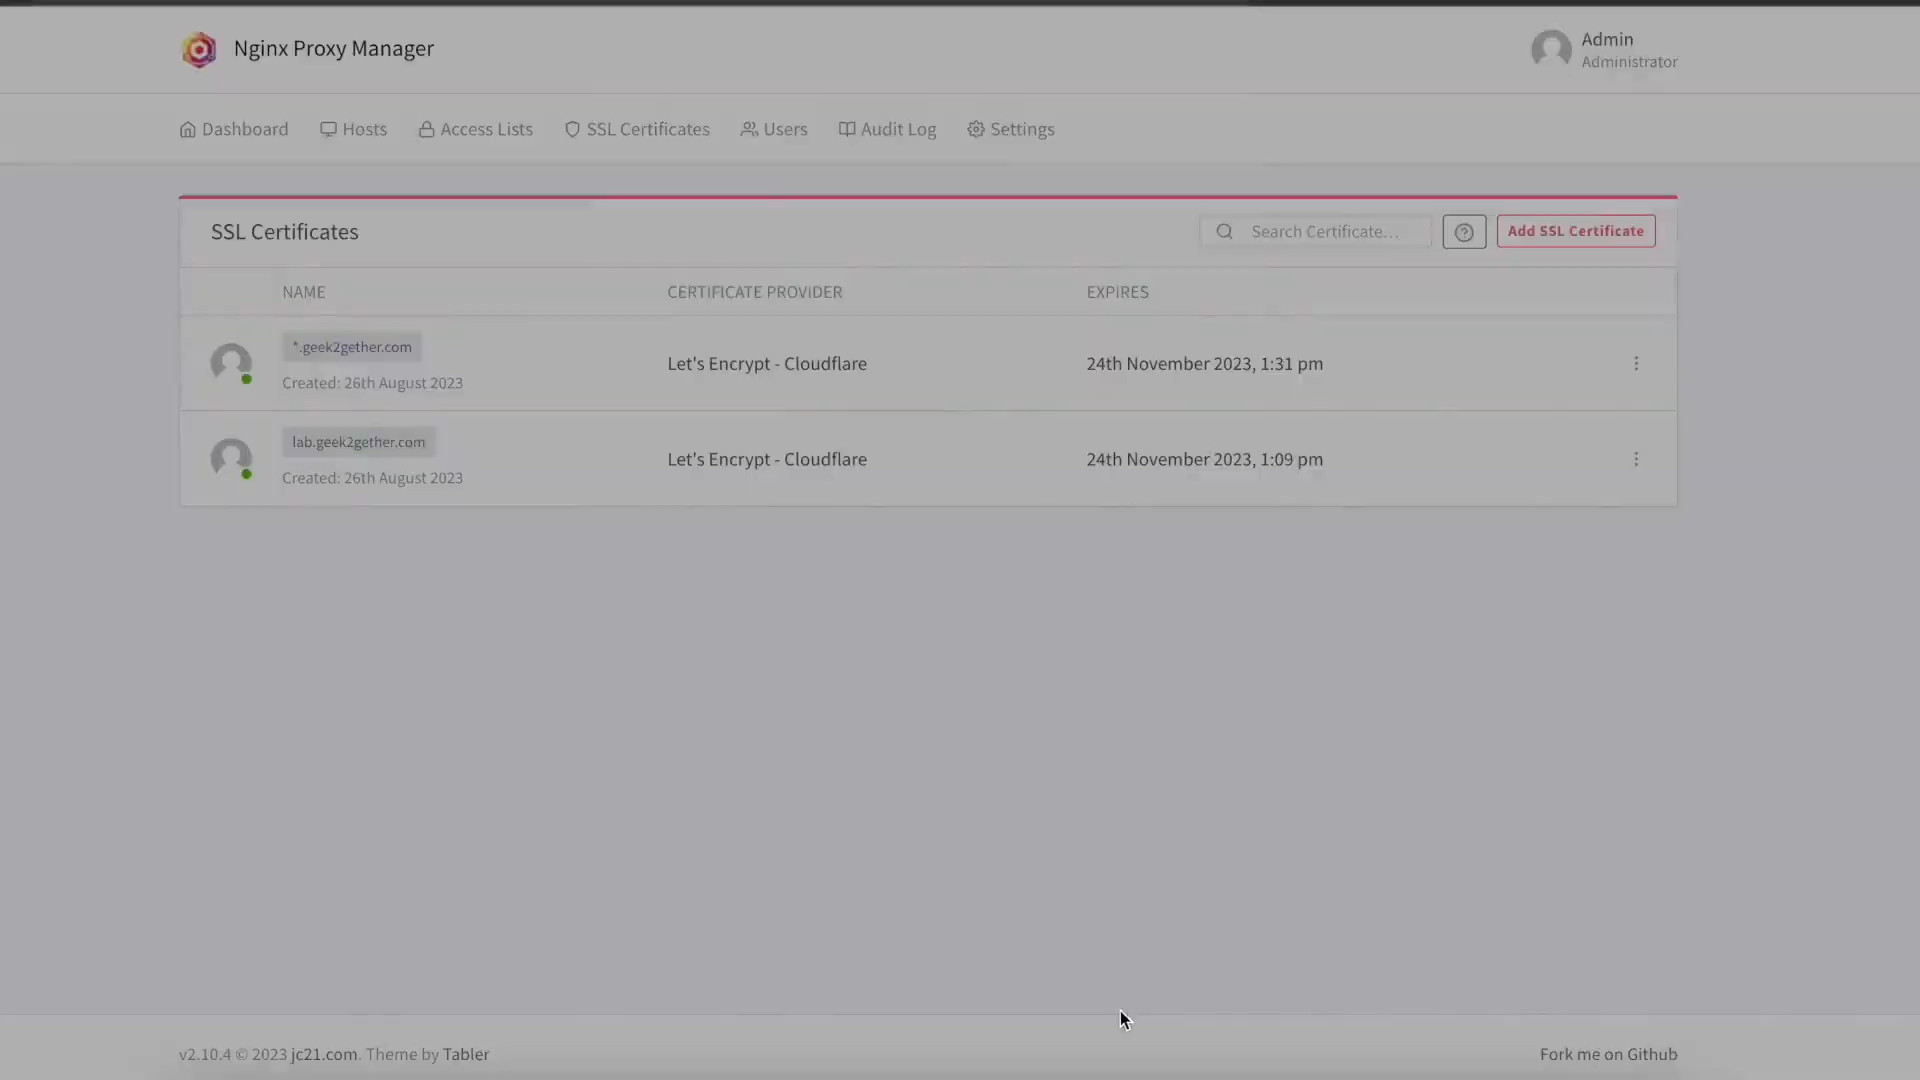 Nginx Proxy Manager
Admin
Administrator
Dashboard Hosts Access Lists SSL Certificates Users Audit Log Settings
SSL Certificates Search Certificate... Add SSL Certificate
NAME CERTIFICATE PROVIDER EXPIRES
*.geek2gether.com
Created: 26th August 2023
Let's Encrypt - Cloudflare
24th November 2023, 1:31 pm
lab.geek2gether.com
Created: 26th August 2023
Let's Encrypt - Cloudflare
24th November 2023, 1:09 pm
v2.10.4 © 2023 jc21.com. Theme by Tabler
Fork me on Github